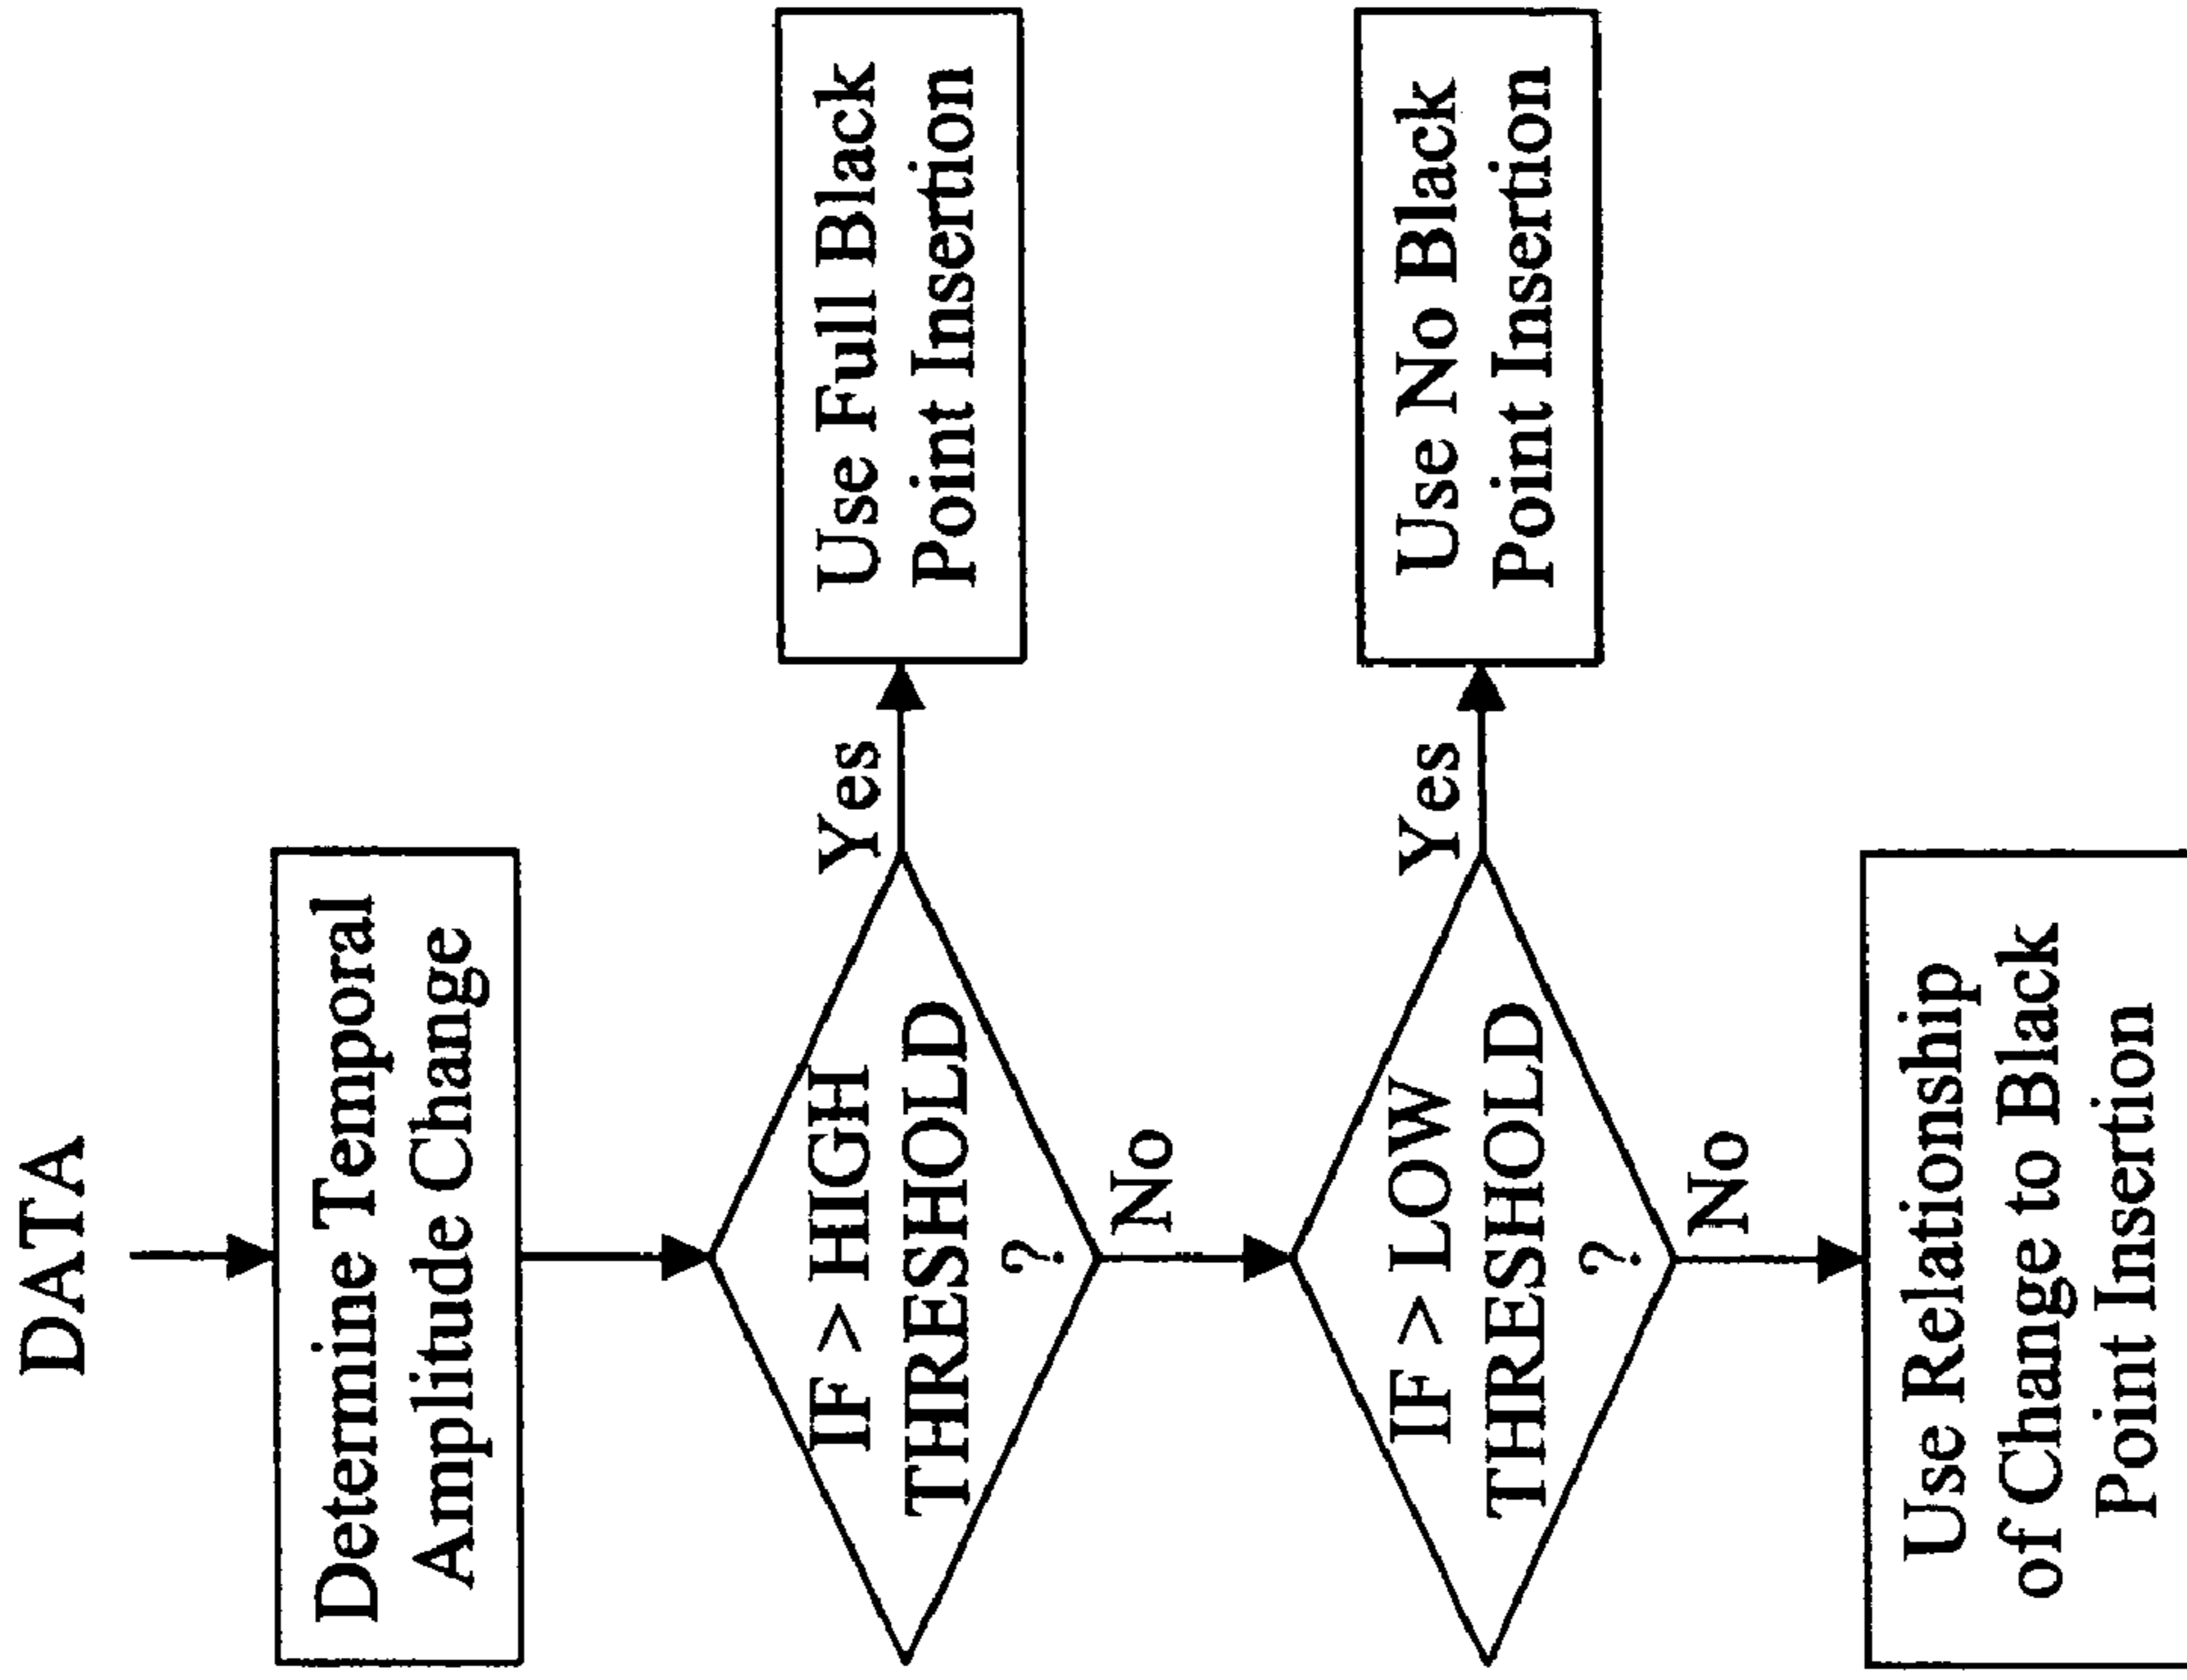 DATA
Determine Temporal
Amplitude Change
IF > HIGH
THRESHOLD
?
Yes
Use Full Black
Point Insertion
No
IF > LOW
THRESHOLD
?
Yes
Use No Black
Point Insertion
No
Use Relationship
of Change to Black
Point Insertion